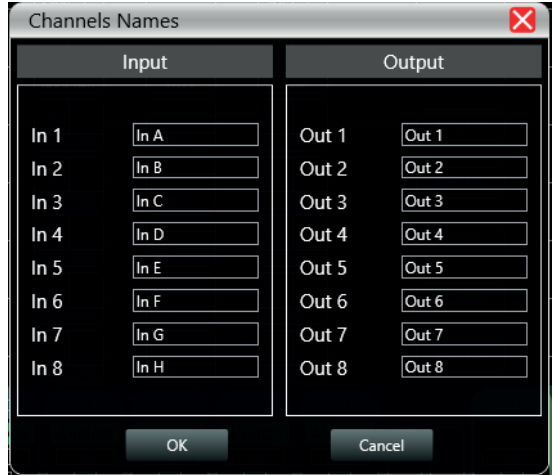 Channels Names
Input Output
In 1 In A Out 1 Out 1
In 2 In B Out 2 Out 2
In 3 In C Out 3 Out 3
In 4 In D Out 4 Out 4
In 5 In E Out 5 Out 5
In 6 In F Out 6 Out 6
In 7 In G Out 7 Out 7
In 8 In H Out 8 Out 8
OK Cancel